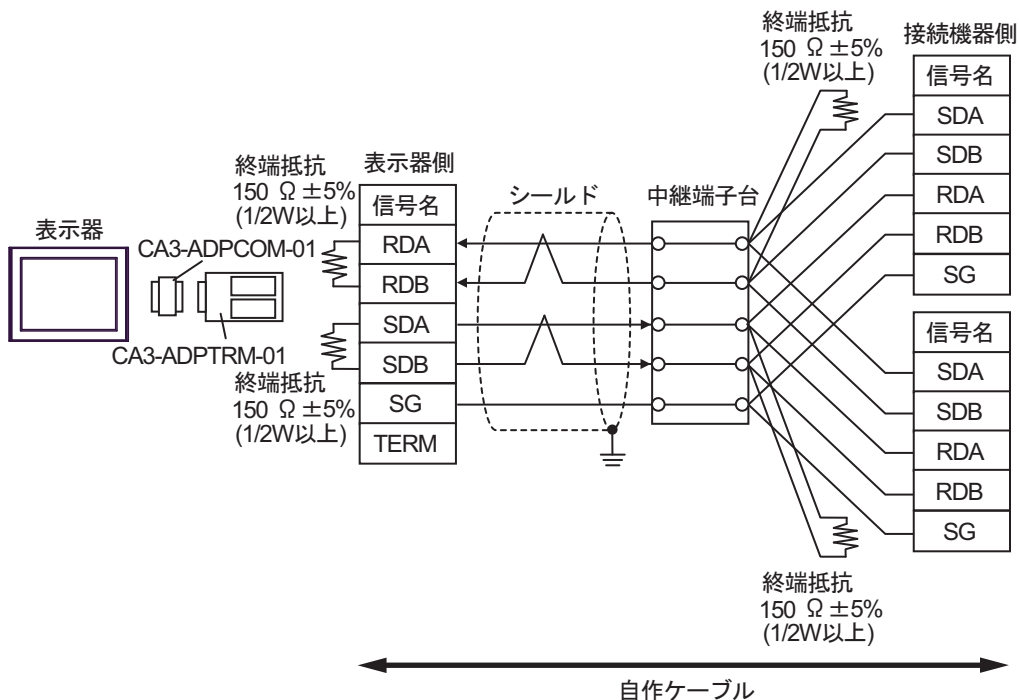 終端抵抗
150 Ω ±5%
(1/2W以上)
接続機器側
信号名
SDA
SDB
RDA
RDB
SG
終端抵抗
150 Ω ±5%
(1/2W以上)
表示器側
信号名
RDA
RDB
SDA
SDB
SG
TERM
シールド
中継端子台
表示器
CA3-ADPCOM-01
CA3-ADPTRM-01
終端抵抗
150 Ω ±5%
(1/2W以上)
信号名
SDA
SDB
RDA
RDB
SG
終端抵抗
150 Ω ±5%
(1/2W以上)
自作ケーブル